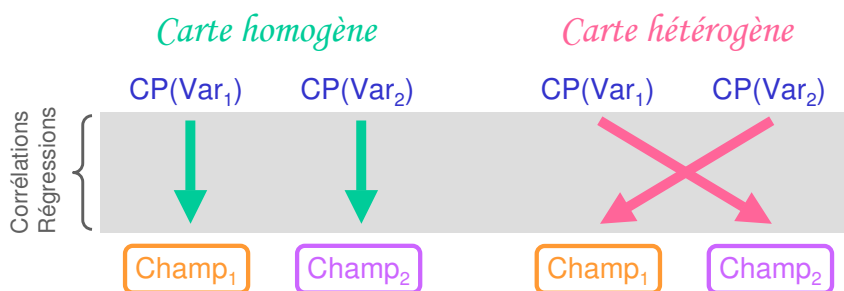 Carte homogène
Carte hétérogène
CP(Var₁)
CP(Var₂)
CP(Var₁)
CP(Var₂)
Corrélations
Régressions
Champ₁
Champ₂
Champ₁
Champ₂